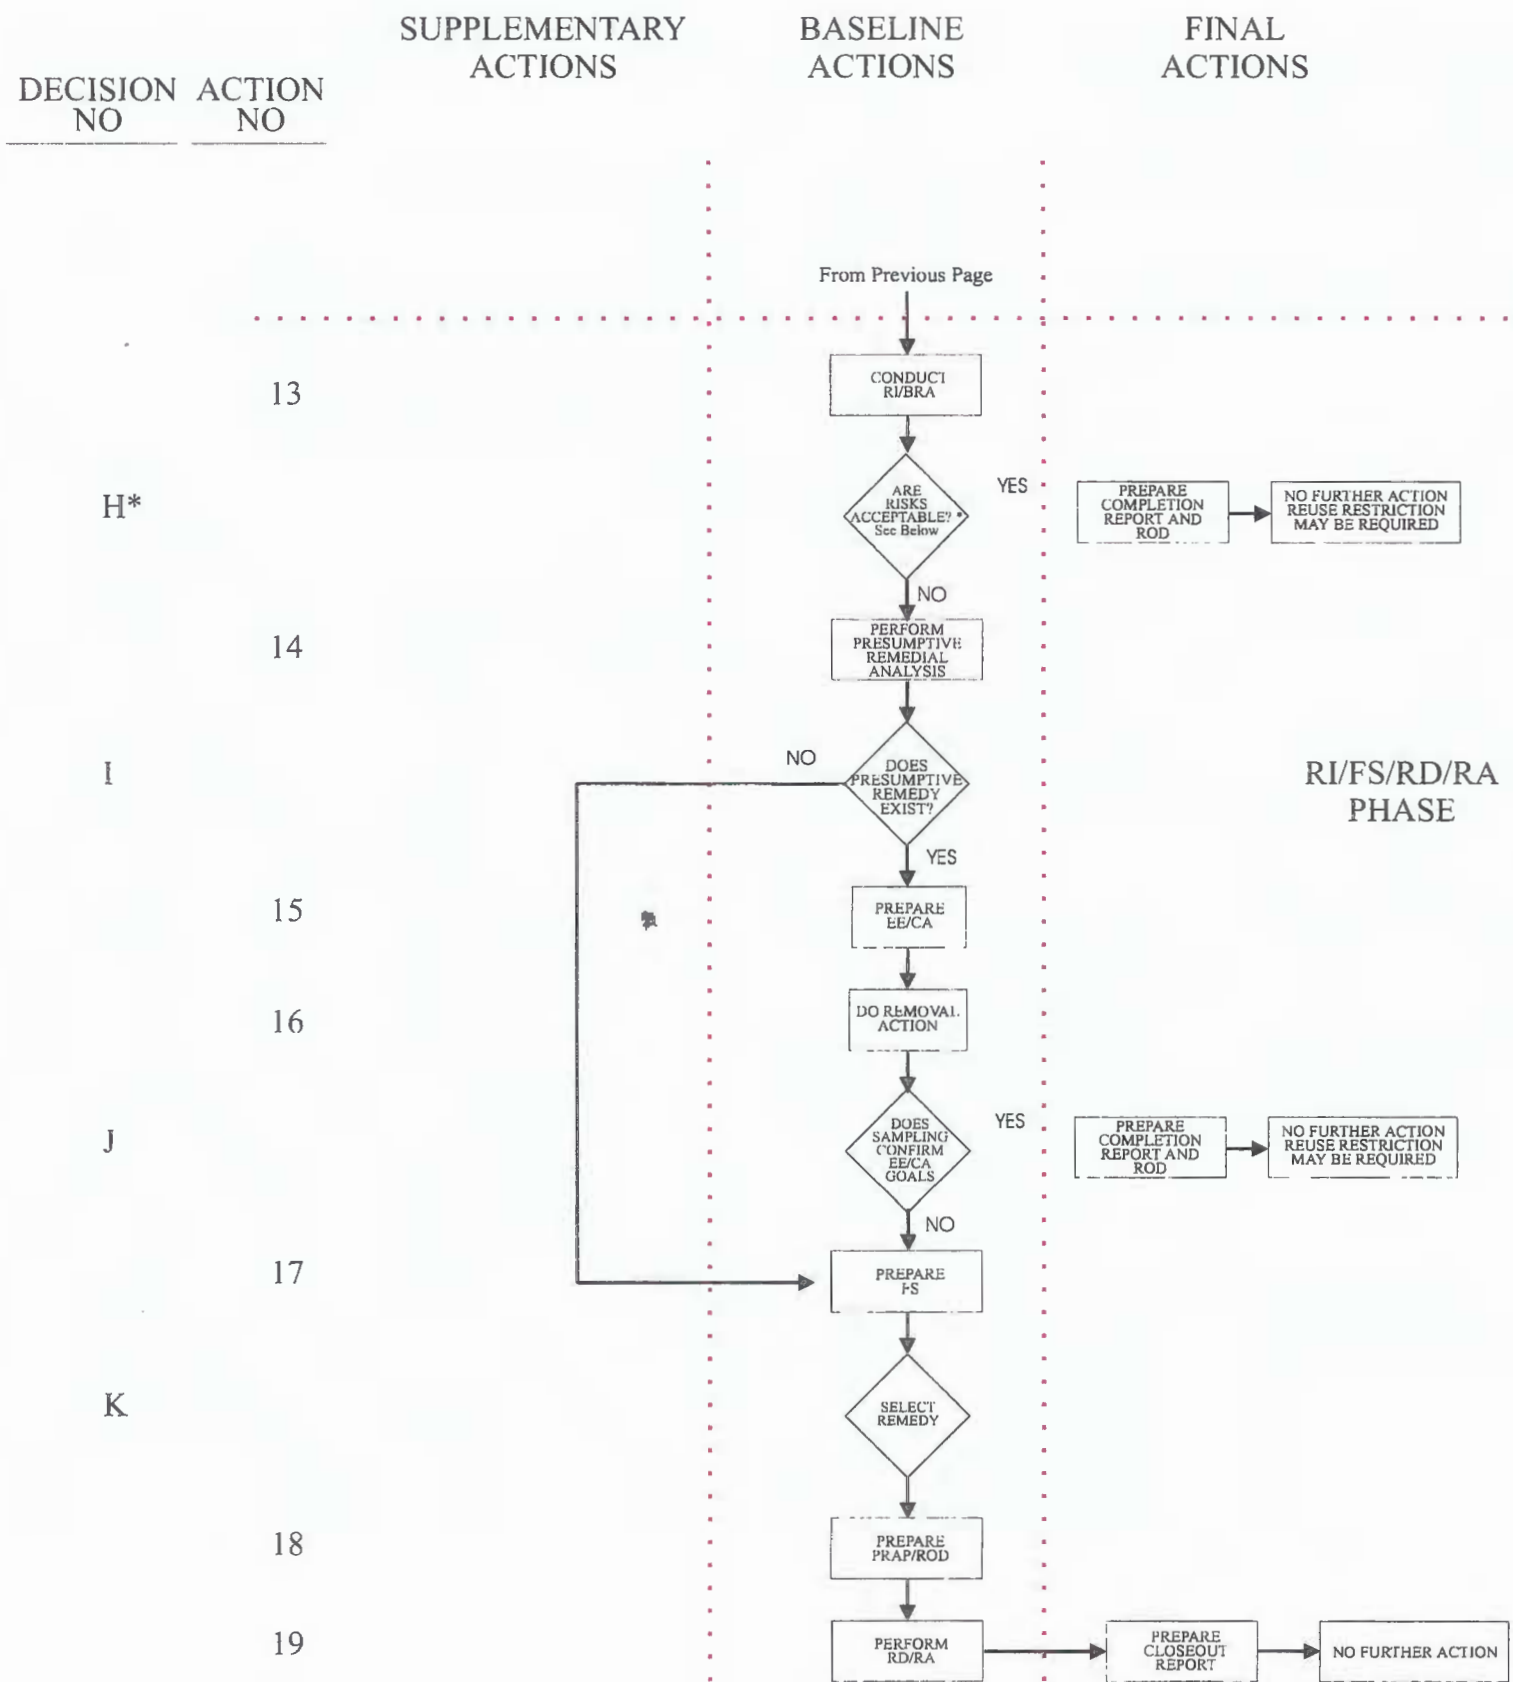 SUPPLEMENTARY
ACTIONS
BASELINE
ACTIONS
FINAL
ACTIONS
DECISION
NO
ACTION
NO
From Previous Page
13
CONDUCT
RI/BRA
H*
ARE
RISKS
ACCEPTABLE? *
See Below
YES
PREPARE
COMPLETION
REPORT AND
ROD
NO FURTHER ACTION
REUSE RESTRICTION
MAY BE REQUIRED
NO
14
PERFORM
PRESUMPTIVE
REMEDIAL
ANALYSIS
I
NO
DOES
PRESUMPTIVE
REMEDY
EXIST?
RI/FS/RD/RA
PHASE
YES
15
PREPARE
EE/CA
16
DO REMOVAL
ACTION
J
DOES
SAMPLING
CONFIRM
EE/CA
GOALS
YES
PREPARE
COMPLETION
REPORT AND
ROD
NO FURTHER ACTION
REUSE RESTRICTION
MAY BE REQUIRED
NO
17
PREPARE
FS
K
SELECT
REMEDY
18
PREPARE
PRAP/ROD
19
PERFORM
RD/RA
PREPARE
CLOSEOUT
REPORT
NO FURTHER ACTION